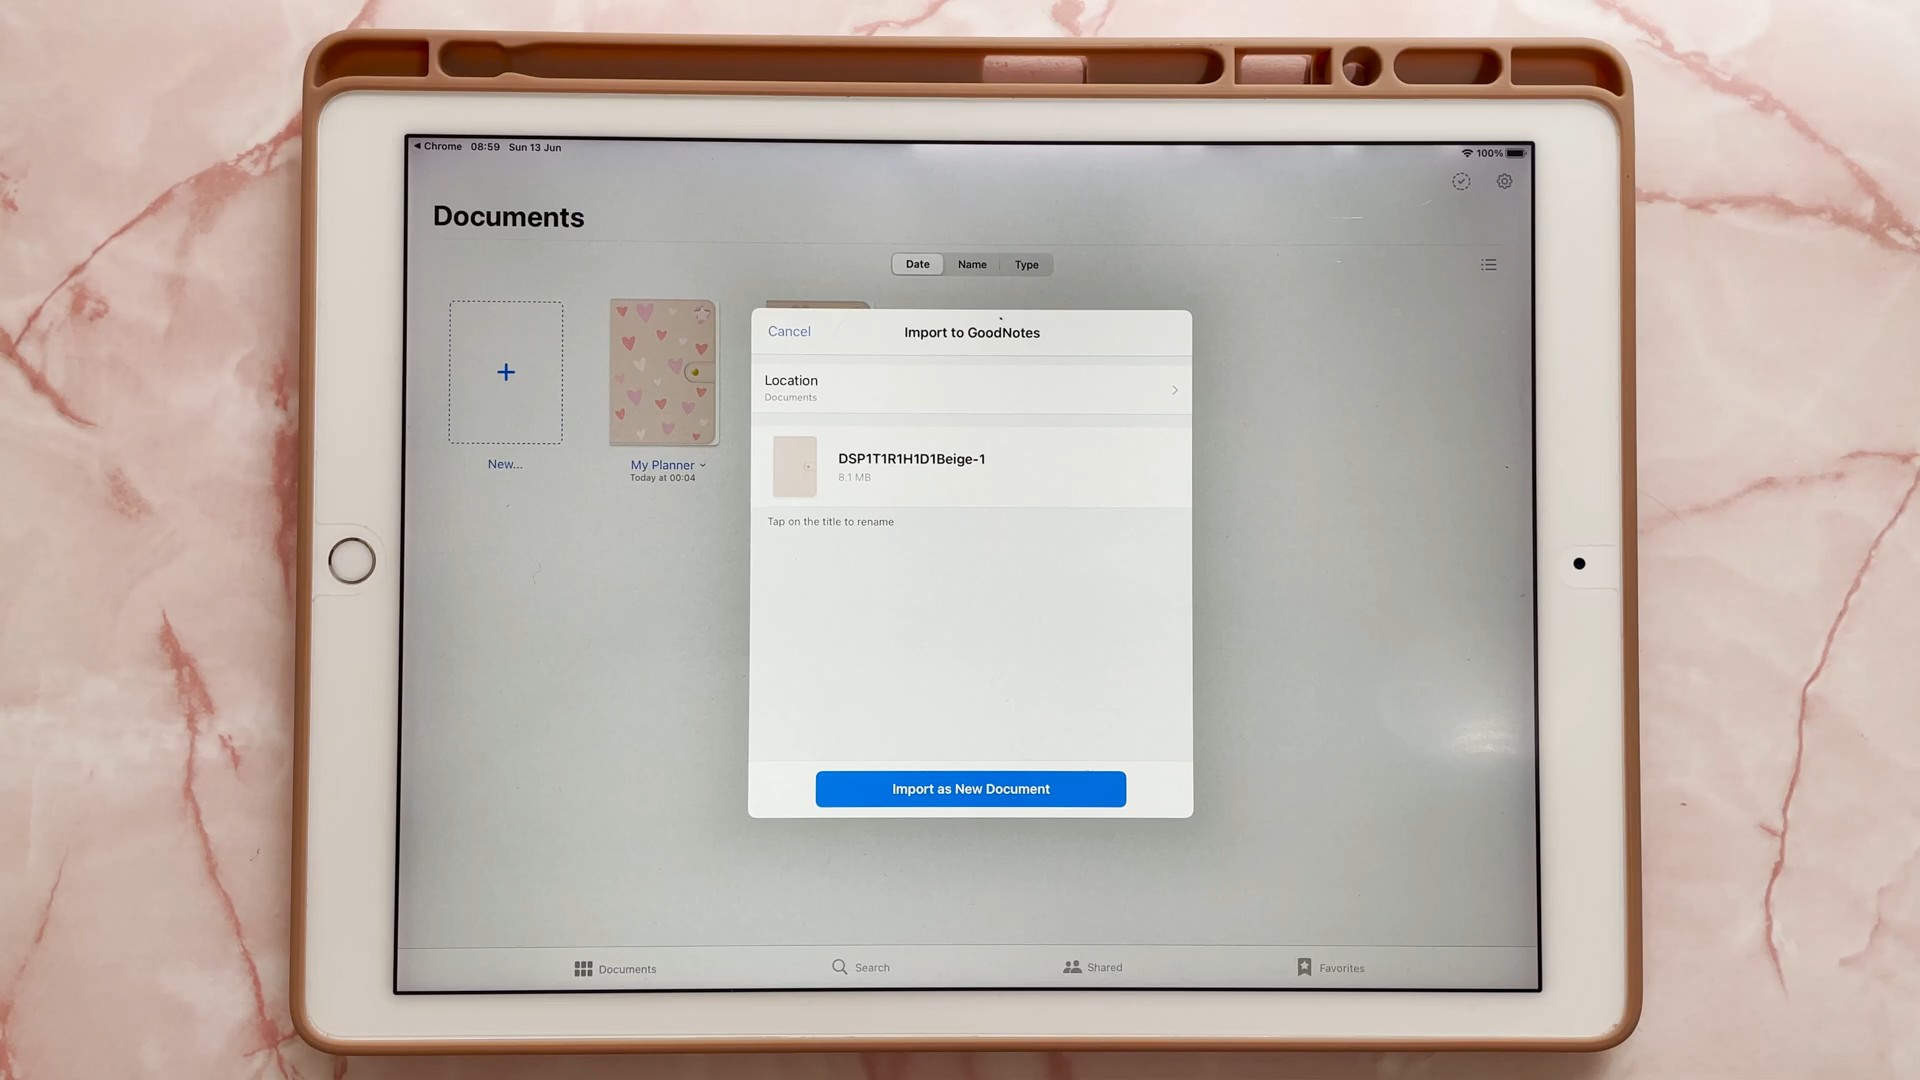 Chrome 08:59 Sun 13 Jun
100%
Documents
Date Name Type
Cancel
Import to GoodNotes
Location
Documents
DSP1T1R1H1D1Beige-1
8.1 MB
Tap on the title to rename
Import as New Document
New...
My Planner
Today at 00:04
Documents
Search
Shared
Favorites